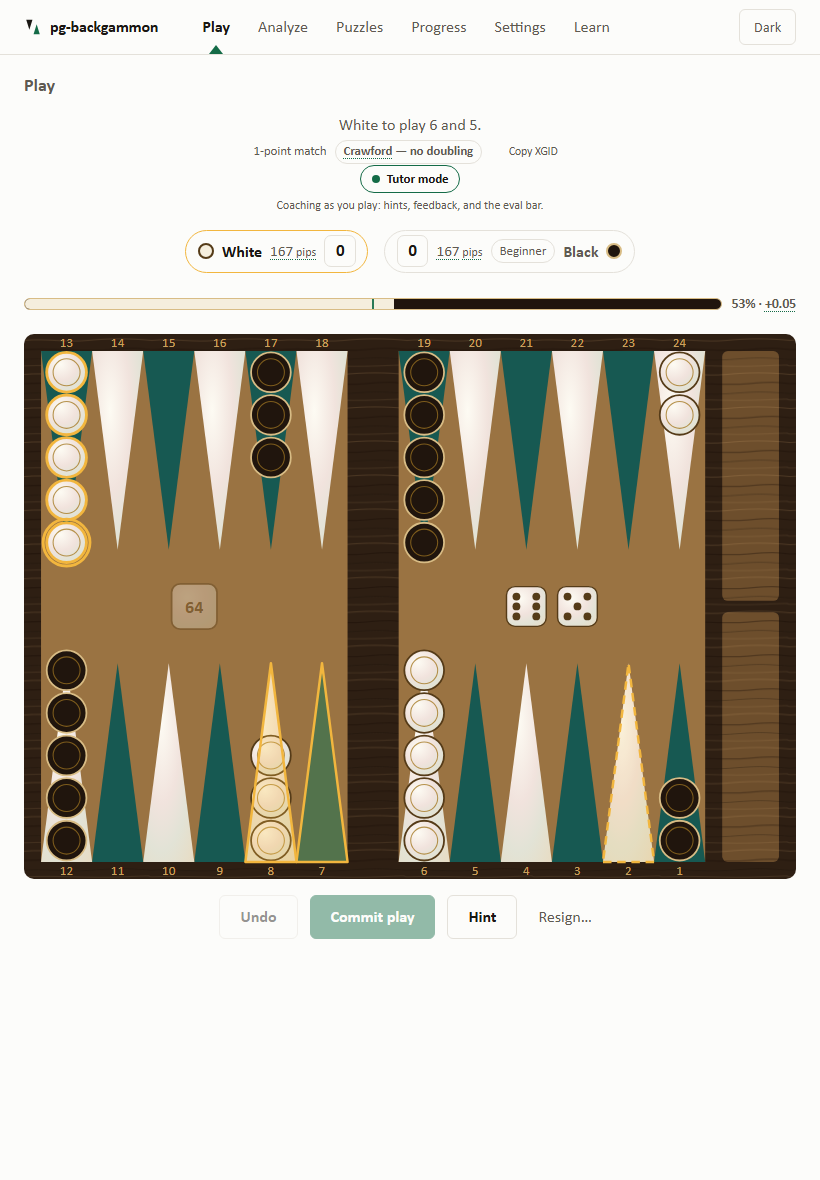 pg-backgammon Play Analyze Puzzles Progress Settings Learn Dark
Play
White to play 6 and 5.
1-point match Crawford — no doubling Copy XGID
Tutor mode
Coaching as you play: hints, feedback, and the eval bar.
White 167 pips 0 0 167 pips Beginner Black
53% · +0.05
13 14 15 16 17 18 19 20 21 22 23 24
64
12 11 10 9 8 7 6 5 4 3 2 1
Undo Commit play Hint Resign...